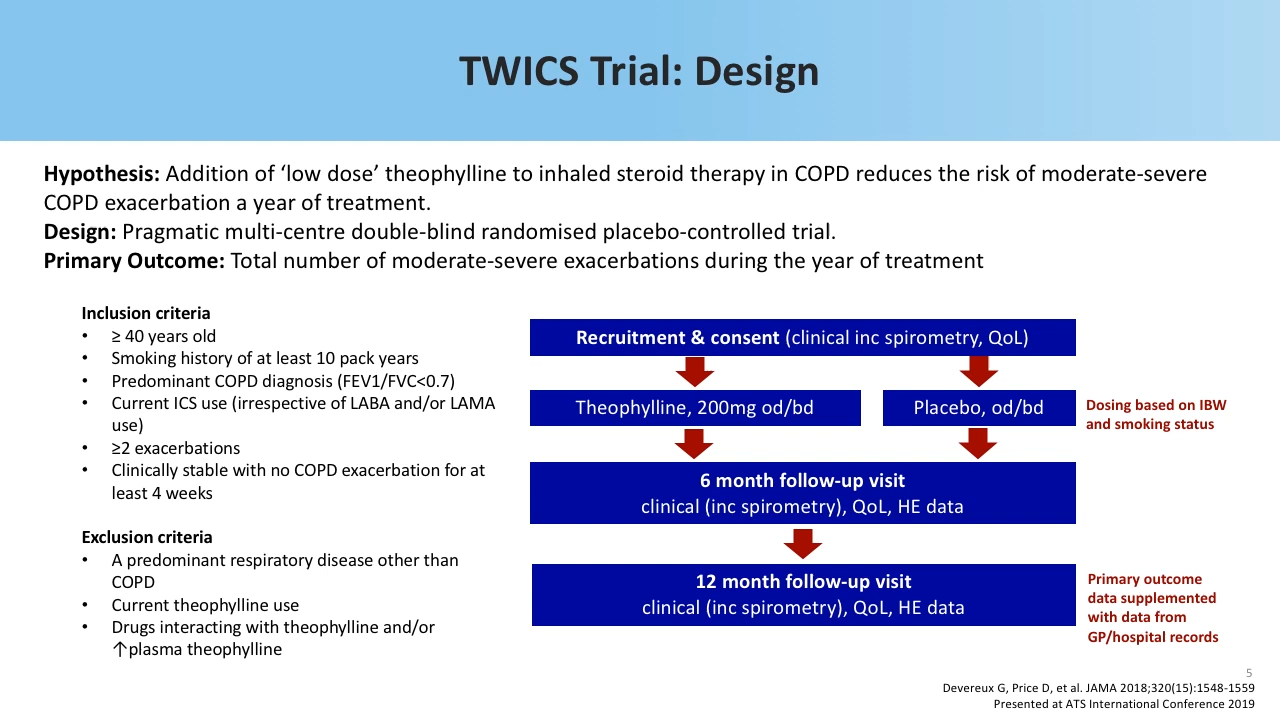 TWICS Trial: Design
Hypothesis: Addition of ‘low dose’ theophylline to inhaled steroid therapy in COPD reduces the risk of moderate-severe
COPD exacerbation a year of treatment.
Design: Pragmatic multi-centre double-blind randomised placebo-controlled trial.
Primary Outcome: Total number of moderate-severe exacerbations during the year of treatment
Inclusion criteria
• ≥ 40 years old
• Smoking history of at least 10 pack years
• Predominant COPD diagnosis (FEV1/FVC<0.7)
• Current ICS use (irrespective of LABA and/or LAMA
use)
• ≥2 exacerbations
• Clinically stable with no COPD exacerbation for at
least 4 weeks
Exclusion criteria
• A predominant respiratory disease other than
COPD
• Current theophylline use
• Drugs interacting with theophylline and/or
↑plasma theophylline
Recruitment & consent (clinical inc spirometry, QoL)
Theophylline, 200mg od/bd
Placebo, od/bd
Dosing based on IBW
and smoking status
6 month follow-up visit
clinical (inc spirometry), QoL, HE data
12 month follow-up visit
clinical (inc spirometry), QoL, HE data
Primary outcome
data supplemented
with data from
GP/hospital records
5
Devereux G, Price D, et al. JAMA 2018;320(15):1548-1559
Presented at ATS International Conference 2019